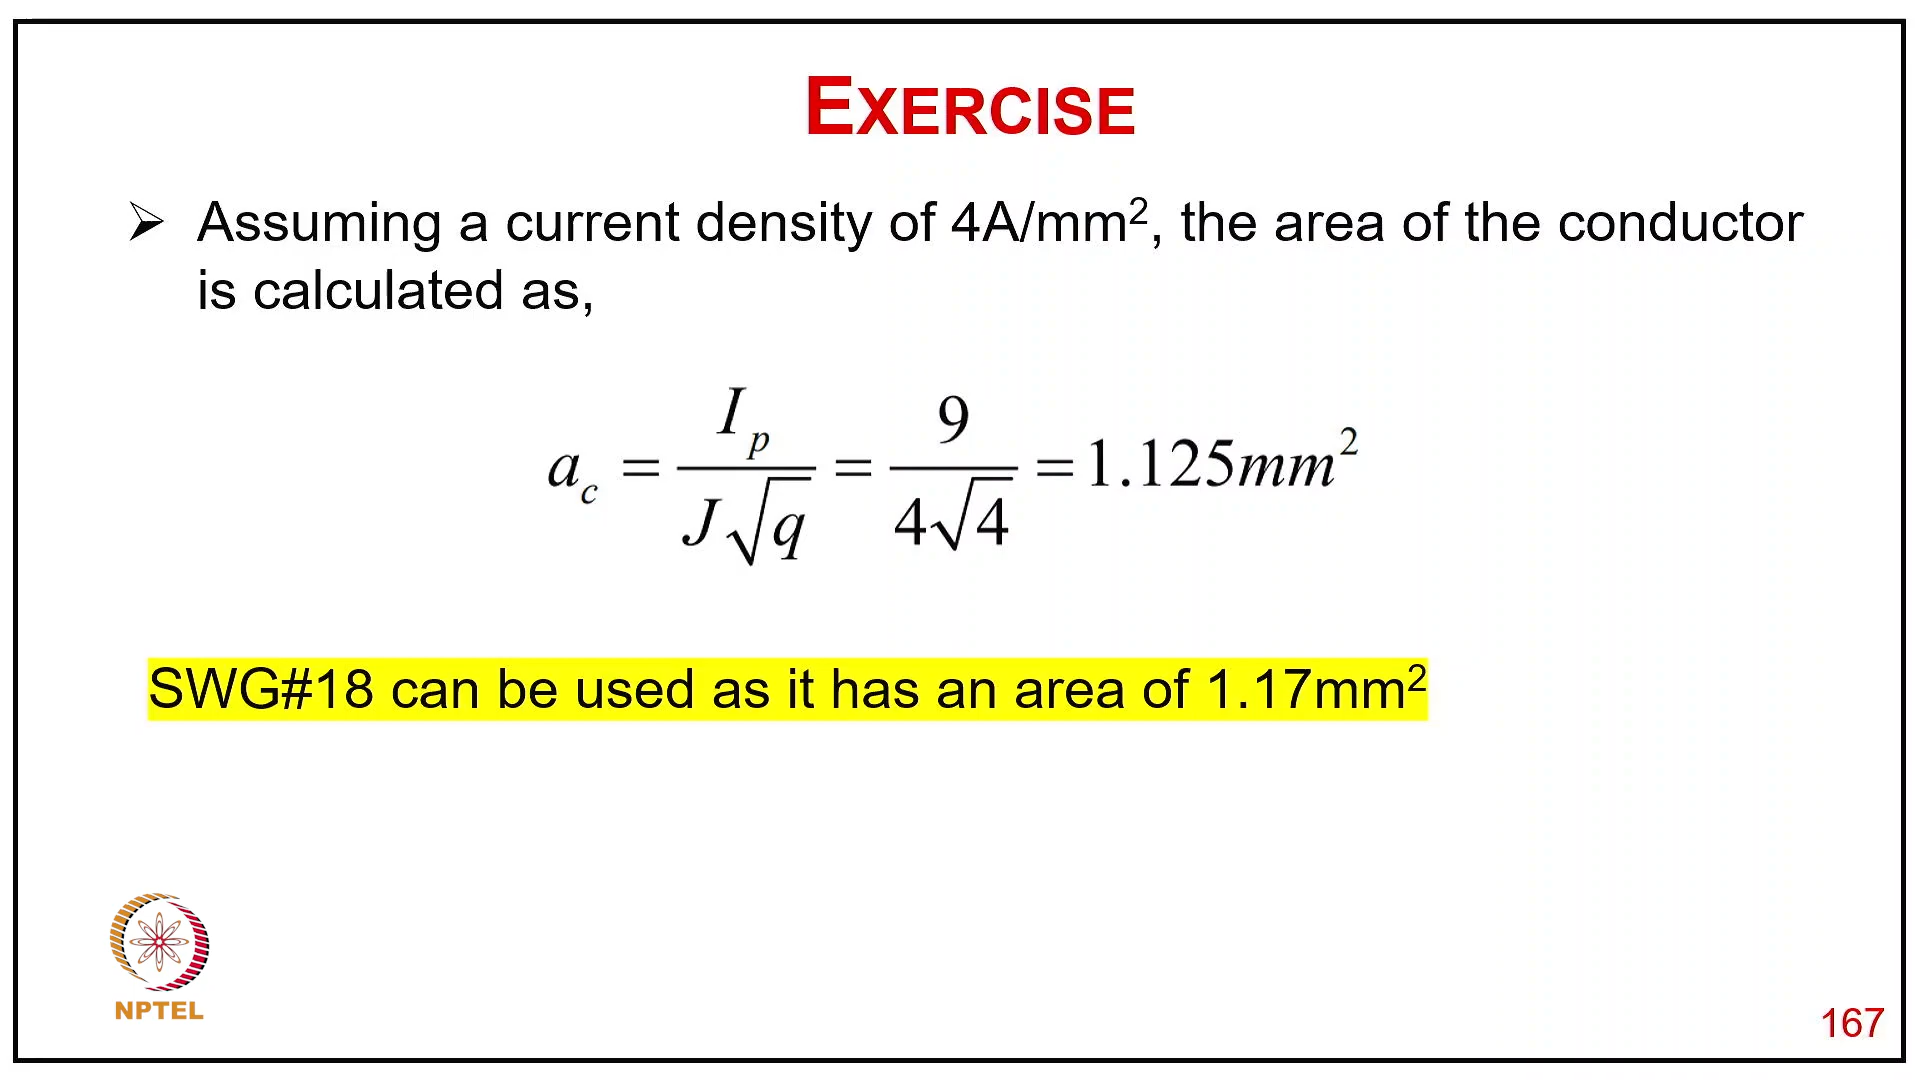 EXERCISE
➢ Assuming a current density of 4A/mm², the area of the conductor
is calculated as,
a_c = I_p / (J√q) = 9 / (4√4) = 1.125mm²
SWG#18 can be used as it has an area of 1.17mm²
NPTEL
167